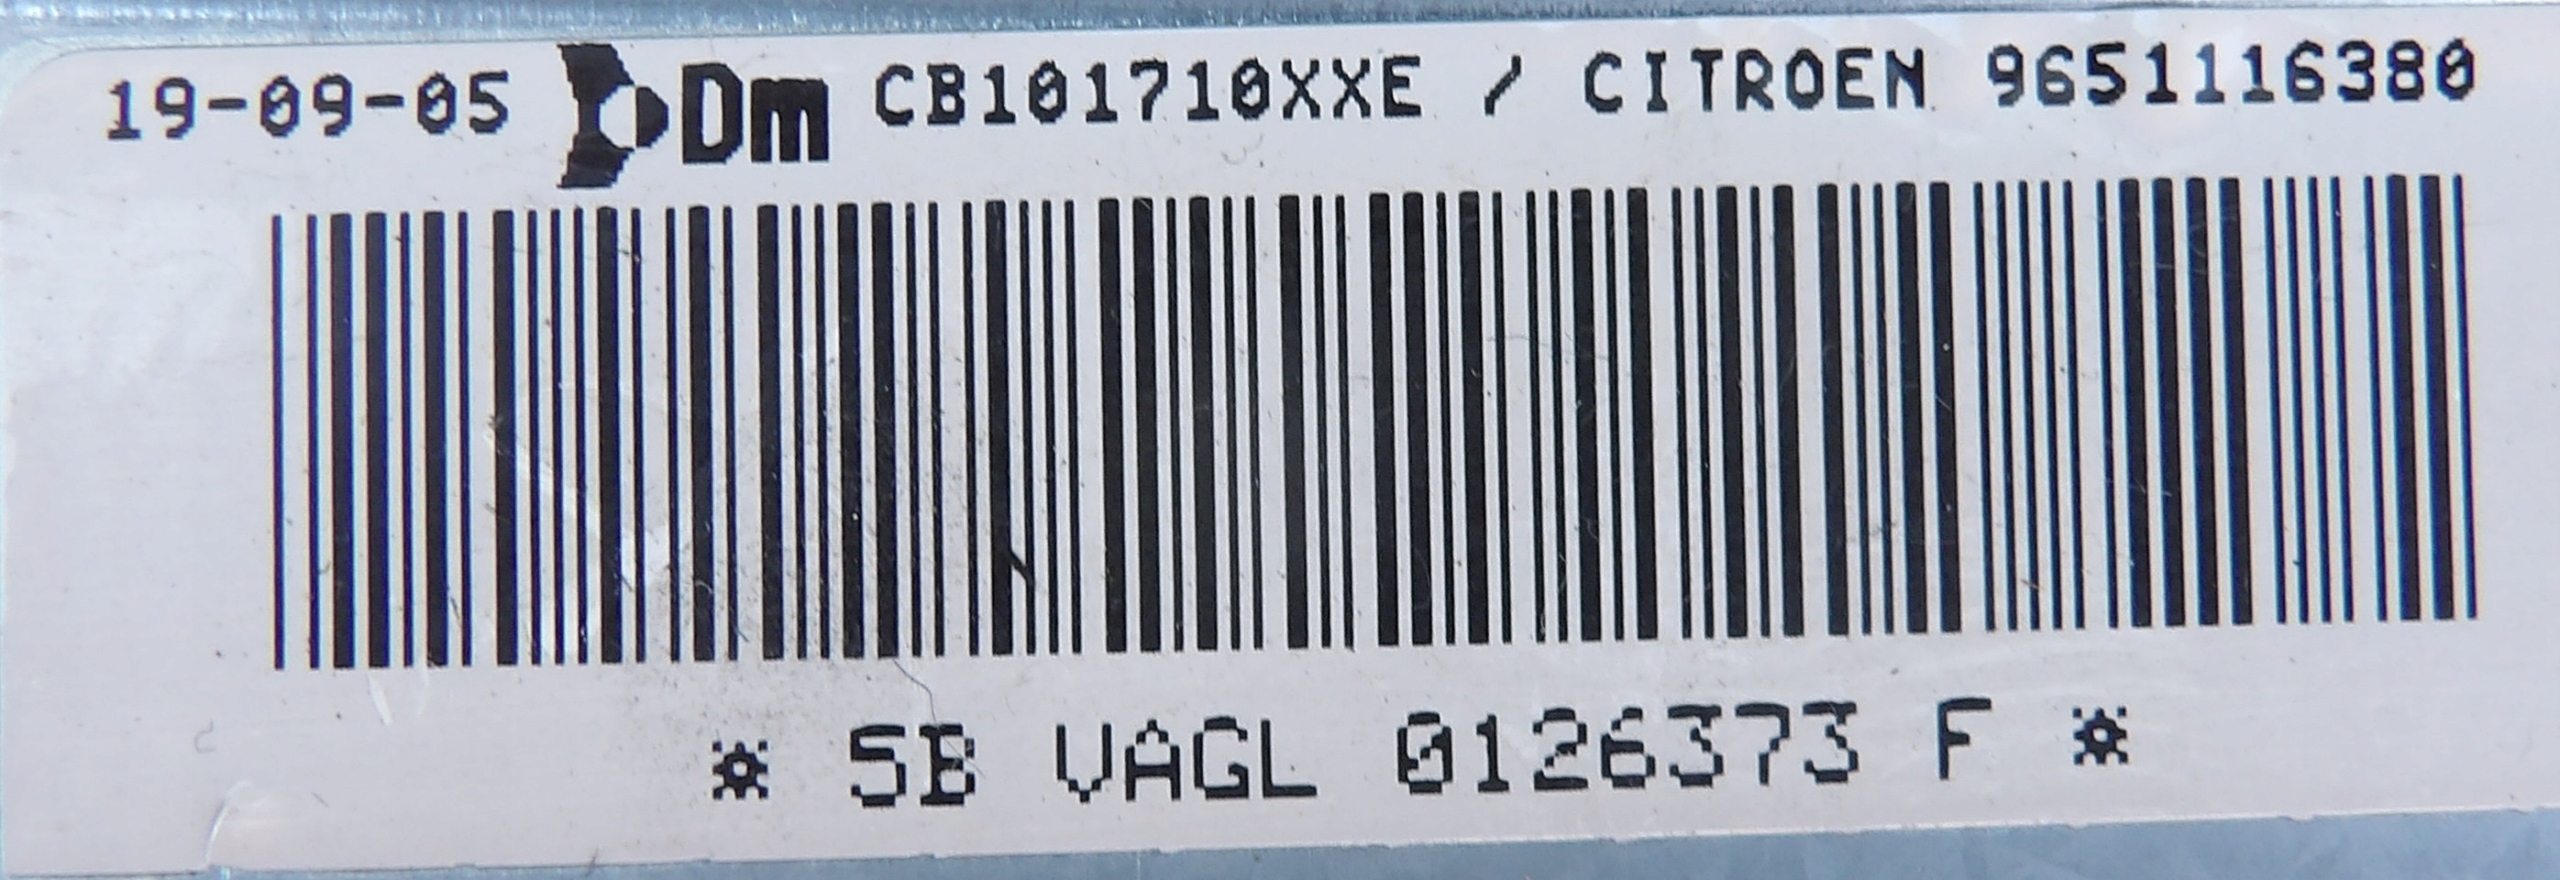 19-09-05 Dm CB101710XXE / CITROEN 9651116380
* SB VAGL 0126373 F *